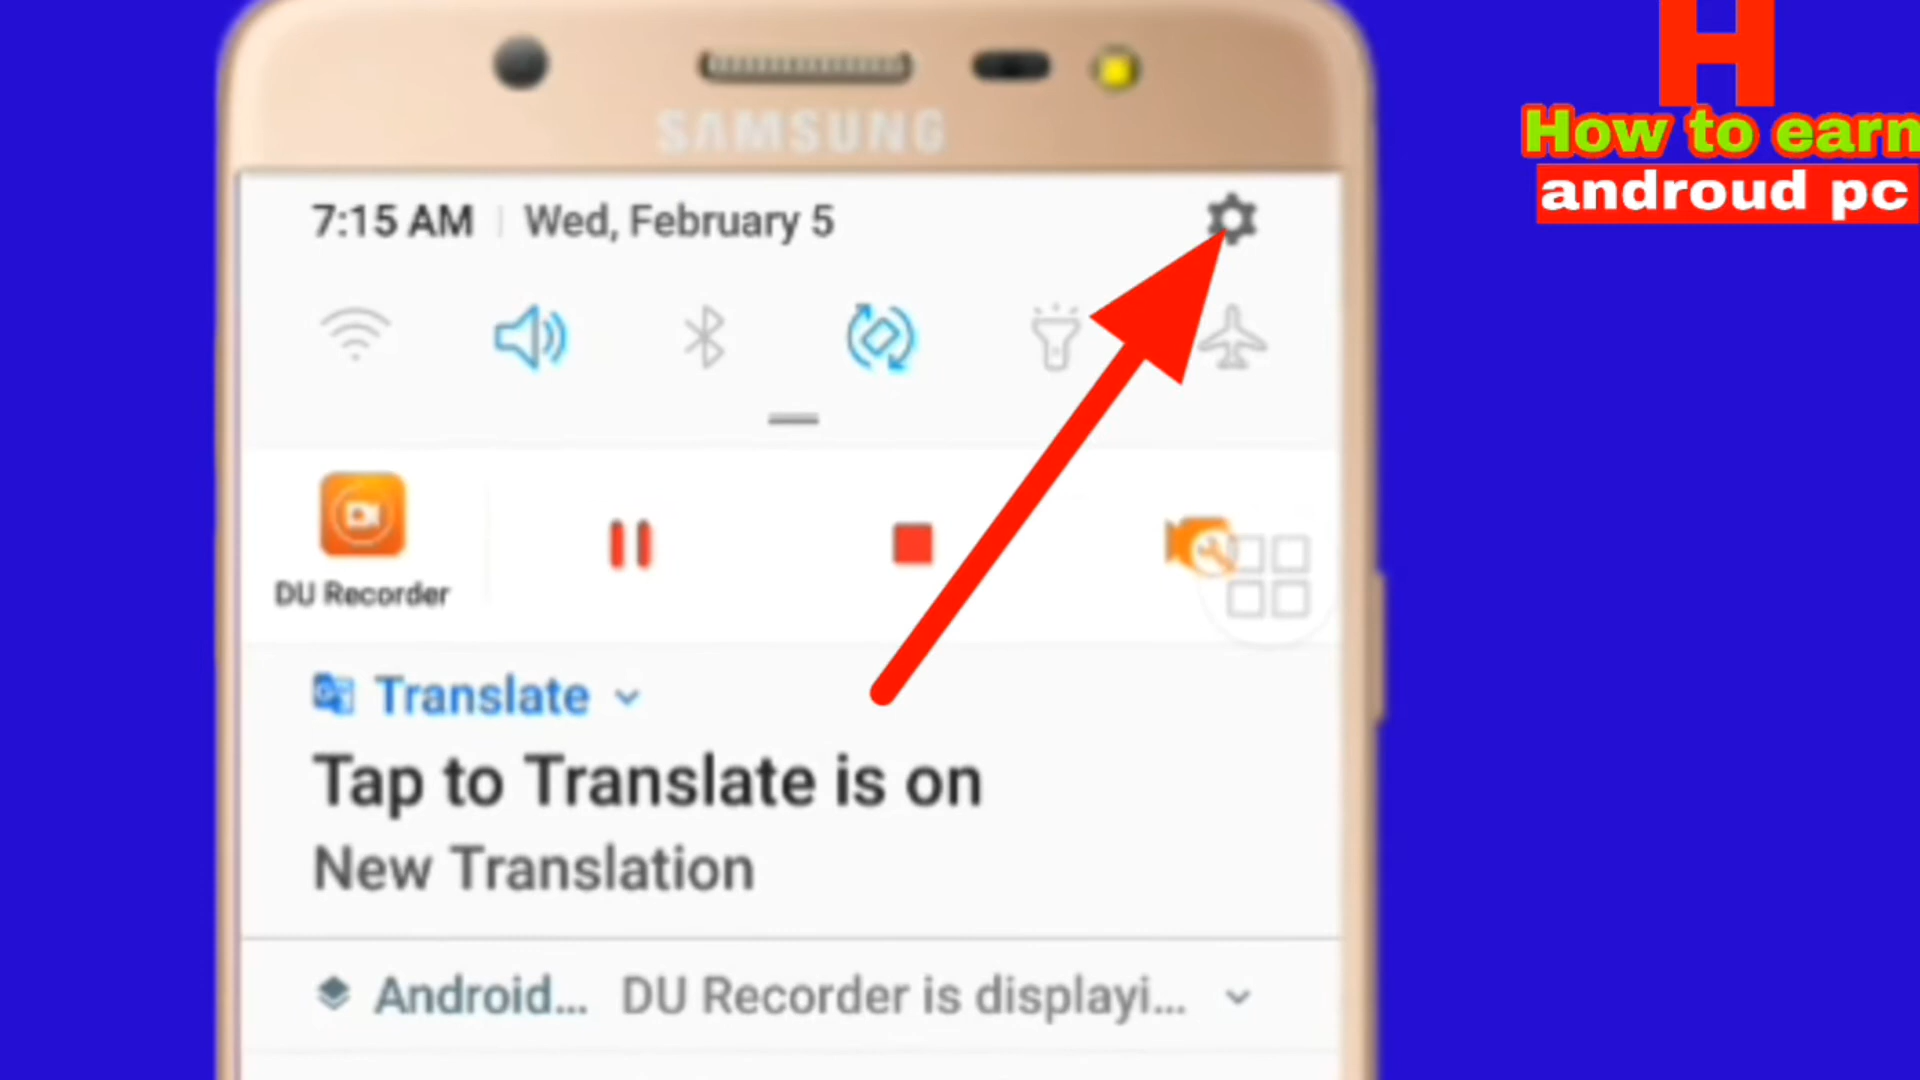 H
How to earn
androud pc
SAMSUNG
7:15 AM | Wed, February 5
DU Recorder
Translate
Tap to Translate is on
New Translation
Android... DU Recorder is displayi...